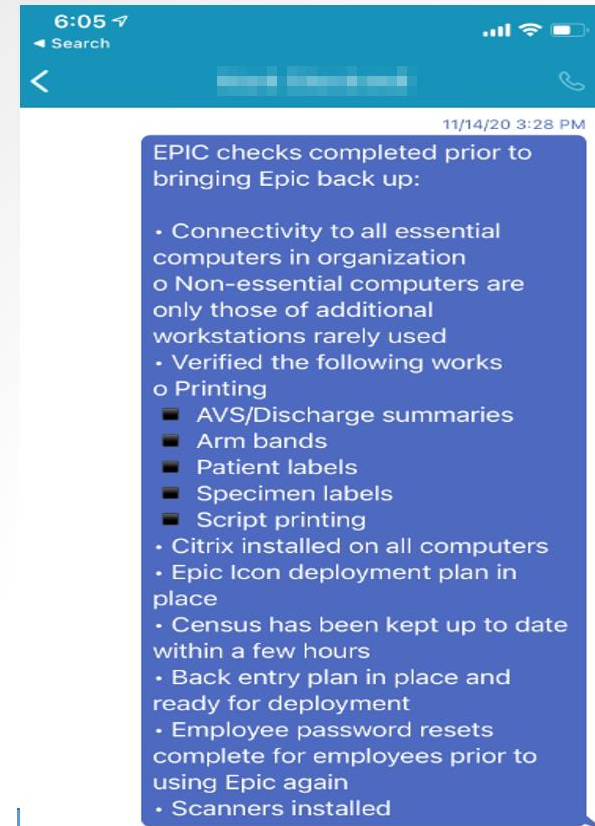 6:05
◄ Search
11/14/20 3:28 PM
EPIC checks completed prior to
bringing Epic back up:
• Connectivity to all essential
computers in organization
o Non-essential computers are
only those of additional
workstations rarely used
• Verified the following works
o Printing
▪ AVS/Discharge summaries
▪ Arm bands
▪ Patient labels
▪ Specimen labels
▪ Script printing
• Citrix installed on all computers
• Epic Icon deployment plan in
place
• Census has been kept up to date
within a few hours
• Back entry plan in place and
ready for deployment
• Employee password resets
complete for employees prior to
using Epic again
• Scanners installed